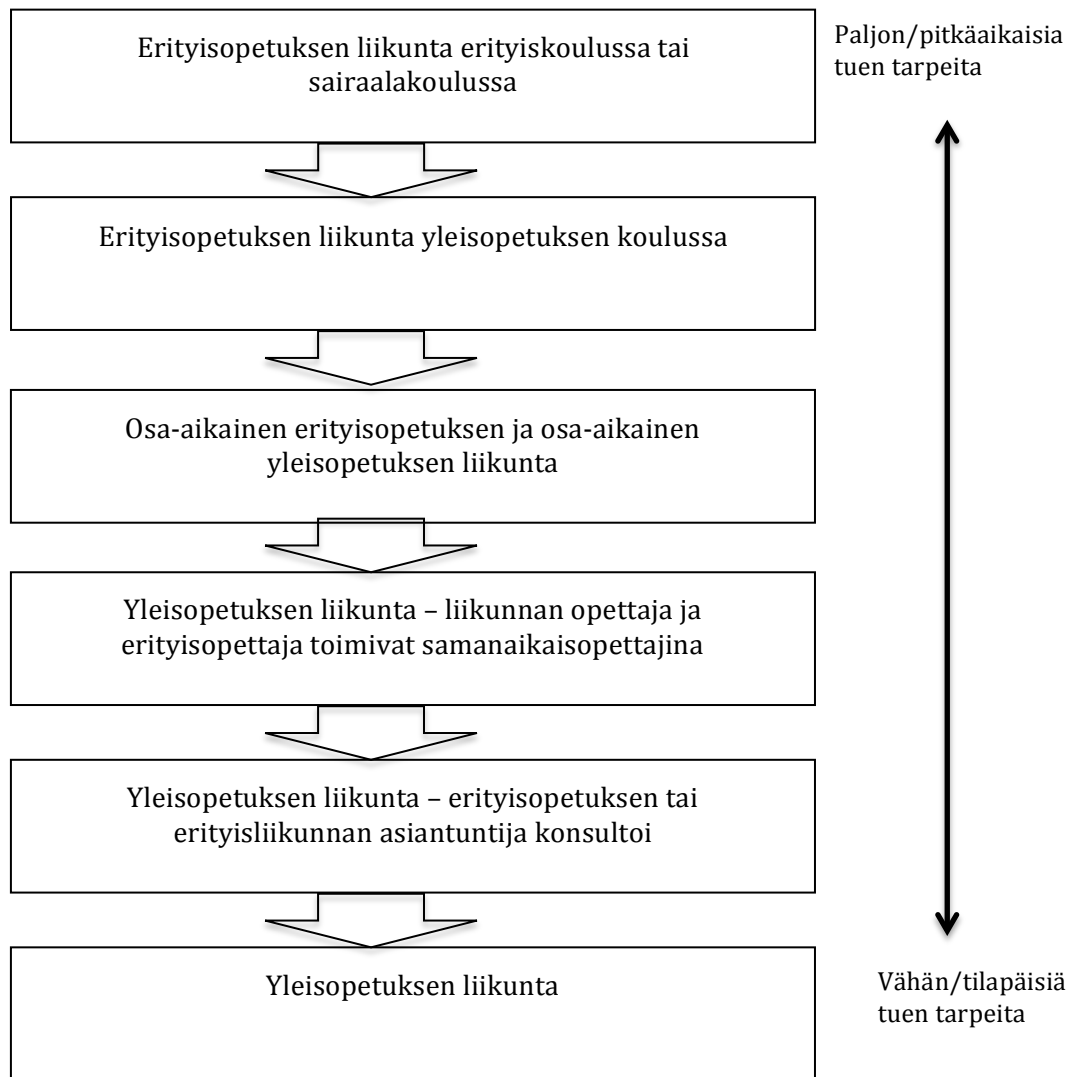 Erityisopetuksen liikunta erityiskoulussa tai
sairaalakoulussa
Paljon/pitkäaikaisia
tuen tarpeita
Erityisopetuksen liikunta yleisopetuksen koulussa
Osa-aikainen erityisopetuksen ja osa-aikainen
yleisopetuksen liikunta
Yleisopetuksen liikunta – liikunnan opettaja ja
erityisopettaja toimivat samanaikaisopettajina
Yleisopetuksen liikunta – erityisopetuksen tai
erityisliikunnan asiantuntija konsultoi
Yleisopetuksen liikunta
Vähän/tilapäisiä
tuen tarpeita